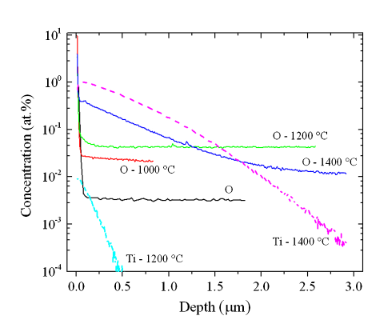 10¹
10⁰
10⁻¹
10⁻²
10⁻³
10⁻⁴
Concentration (at %)
O - 1200 °C
O - 1400 °C
O - 1000 °C
O
Ti - 1400 °C
Ti - 1200 °C
0.0 0.5 1.0 1.5 2.0 2.5 3.0
Depth (µm)